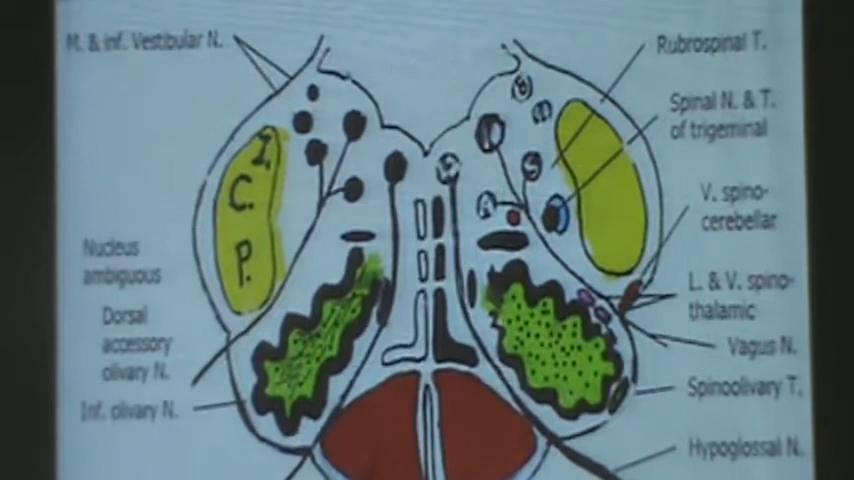 M. & inf. Vestibular N.
Nucleus
ambiguous
Dorsal
accessory
olivary N.
Inf. olivary N.
I.
C.
P.
Rubrospinal T.
Spinal N. & T.
of trigeminal
V. spino-
cerebellar
L. & V. spino-
thalamic
Vagus N.
Spinoolivary T.
Hypoglossal N.